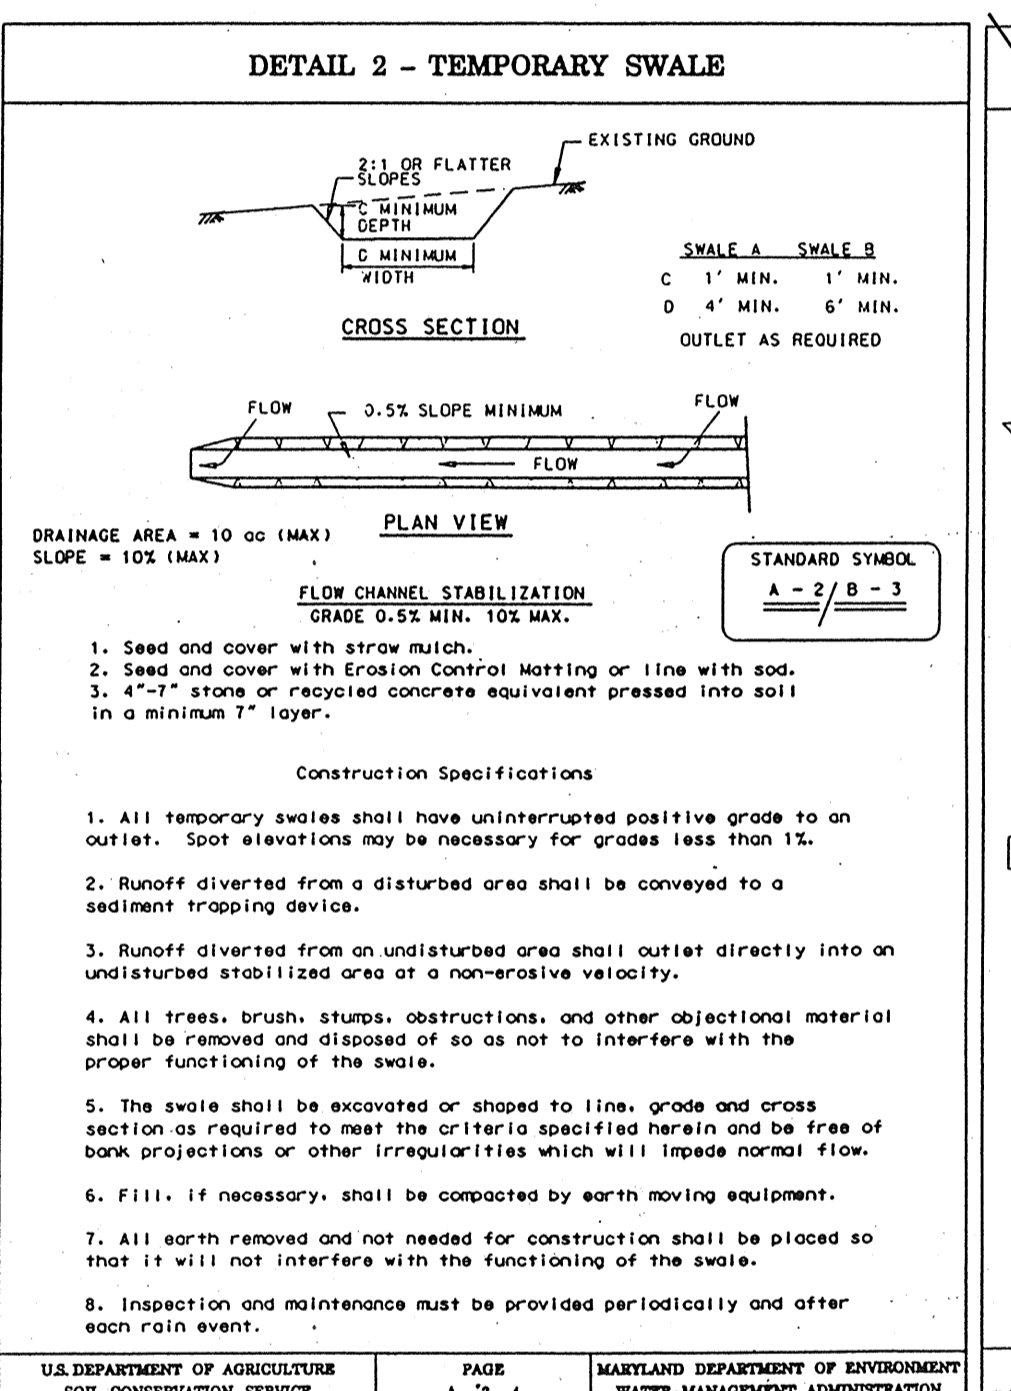 DETAIL 2 - TEMPORARY SWALE
EXISTING GROUND
2:1 OR FLATTER
SLOPES
C MINIMUM
DEPTH
D MINIMUM
WIDTH
CROSS SECTION
SWALE A SWALE B
C 1' MIN. 1' MIN.
D 4' MIN. 6' MIN.
OUTLET AS REQUIRED
FLOW
0.5% SLOPE MINIMUM
FLOW
FLOW
PLAN VIEW
DRAINAGE AREA = 10 ac (MAX)
SLOPE = 10% (MAX)
STANDARD SYMBOL
A - 2 / B - 3
FLOW CHANNEL STABILIZATION
GRADE 0.5% MIN. 10% MAX.
1. Seed and cover with straw mulch.
2. Seed and cover with Erosion Control Matting or line with sod.
3. 4"-7" stone or recycled concrete equivalent pressed into soil
in a minimum 7" layer.
Construction Specifications
1. All temporary swales shall have uninterrupted positive grade to an
outlet. Spot elevations may be necessary for grades less than 1%.
2. Runoff diverted from a disturbed area shall be conveyed to a
sediment trapping device.
3. Runoff diverted from an undisturbed area shall outlet directly into an
undisturbed stabilized area at a non-erosive velocity.
4. All trees, brush, stumps, obstructions, and other objectional material
shall be removed and disposed of so as not to interfere with the
proper functioning of the swale.
5. The swale shall be excavated or shaped to line, grade and cross
section as required to meet the criteria specified herein and be free of
bank projections or other irregularities which will impede normal flow.
6. Fill, if necessary, shall be compacted by earth moving equipment.
7. All earth removed and not needed for construction shall be placed so
that it will not interfere with the functioning of the swale.
8. Inspection and maintenance must be provided periodically and after
each rain event.
U.S. DEPARTMENT OF AGRICULTURE
SOIL CONSERVATION SERVICE
PAGE
MARYLAND DEPARTMENT OF ENVIRONMENT
WATER MANAGEMENT ADMINISTRATION